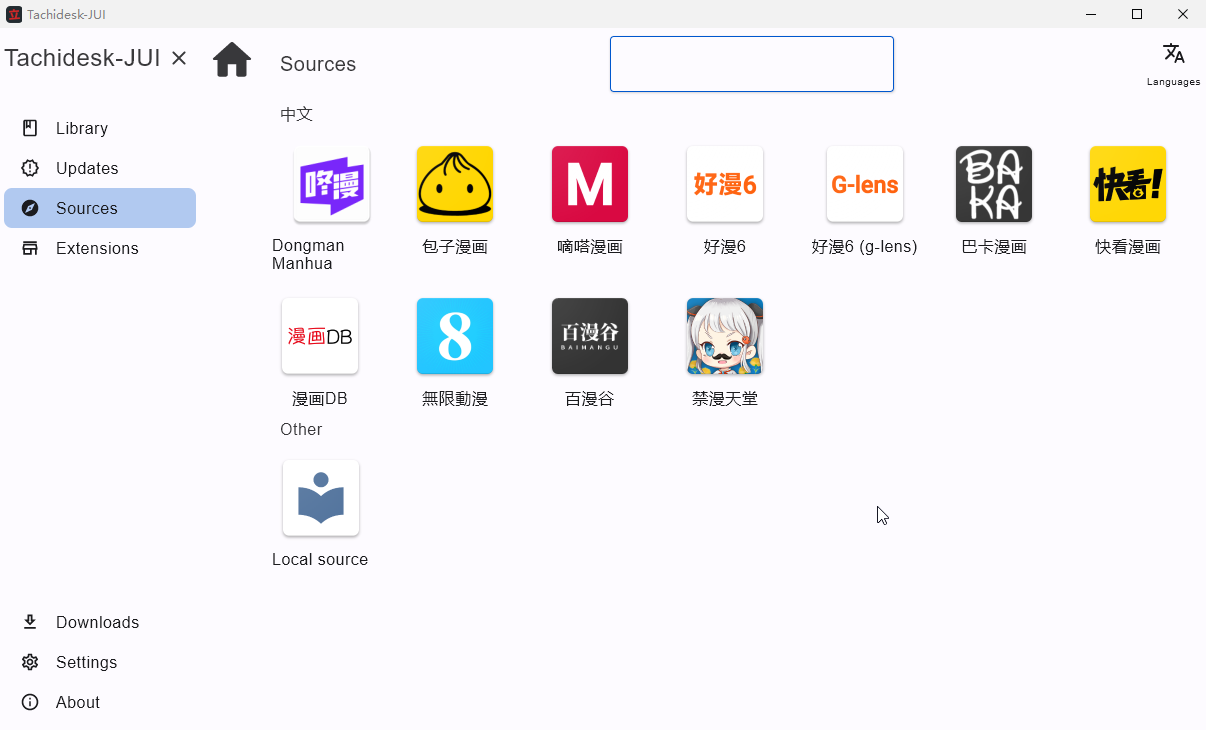 Tachidesk-JUI
Tachidesk-JUI
Sources
Languages
Library
Updates
Sources
Extensions
Downloads
Settings
About
中文
咚漫
M
好漫6
G-lens
BAKA
快看!
Dongman
Manhua
包子漫画
嘀嗒漫画
好漫6
好漫6 (g-lens)
巴卡漫画
快看漫画
漫画DB
8
百漫谷
BAIMANGU
漫画DB
無限動漫
百漫谷
禁漫天堂
Other
Local source